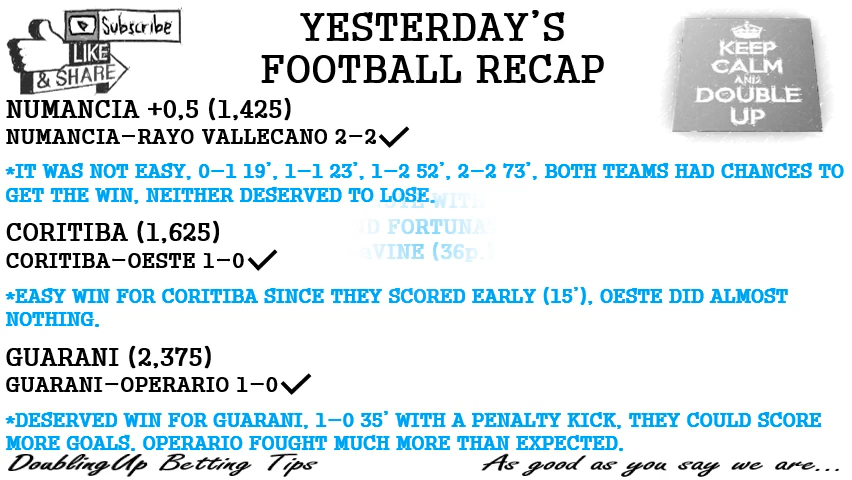 Subscribe
LIKE
& SHARE
YESTERDAY'S
FOOTBALL RECAP
KEEP
CALM
AND
DOUBLE
UP
NUMANCIA +0,5 (1,425)
NUMANCIA-RAYO VALLECANO 2-2
*IT WAS NOT EASY, 0-1 19', 1-1 23', 1-2 52', 2-2 73', BOTH TEAMS HAD CHANCES TO
GET THE WIN, NEITHER DESERVED TO LOSE.
WITH
FORTUNA
VINE (36p.)
CORITIBA (1,625)
CORITIBA-OESTE 1-0
*EASY WIN FOR CORITIBA SINCE THEY SCORED EARLY (15'), OESTE DID ALMOST
NOTHING.
GUARANI (2,375)
GUARANI-OPERARIO 1-0
*DESERVED WIN FOR GUARANI, 1-0 35' WITH A PENALTY KICK, THEY COULD SCORE
MORE GOALS. OPERARIO FOUGHT MUCH MORE THAN EXPECTED.
DoublingUp Betting Tips
As good as you say we are...